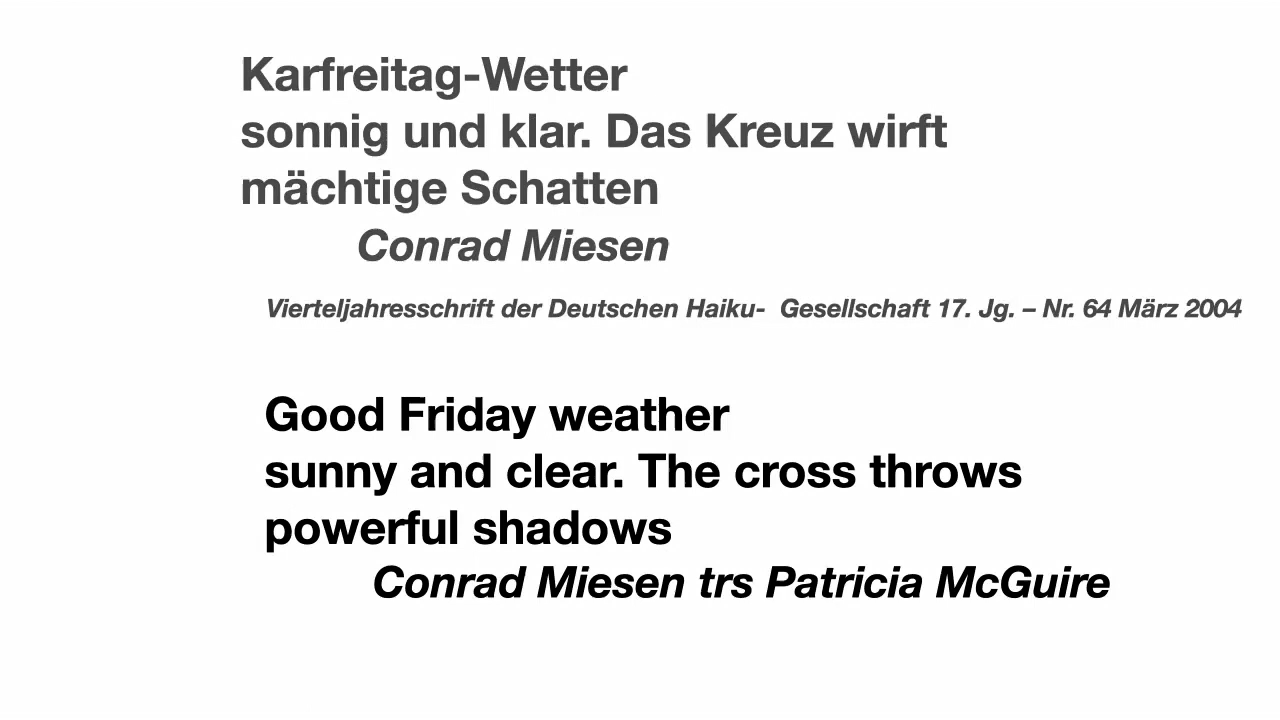 Karfreitag-Wetter
sonnig und klar. Das Kreuz wirft
mächtige Schatten
Conrad Miesen
Vierteljahresschrift der Deutschen Haiku- Gesellschaft 17. Jg. – Nr. 64 März 2004
Good Friday weather
sunny and clear. The cross throws
powerful shadows
Conrad Miesen trs Patricia McGuire